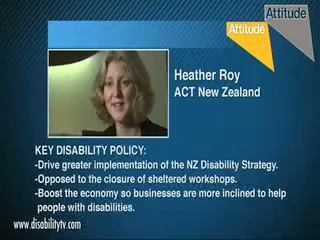 Attitude
Attitude
Heather Roy
ACT New Zealand
KEY DISABILITY POLICY:
-Drive greater implementation of the NZ Disability Strategy.
-Opposed to the closure of sheltered workshops.
-Boost the economy so businesses are more inclined to help
people with disabilities.
www.disabilitytv.com